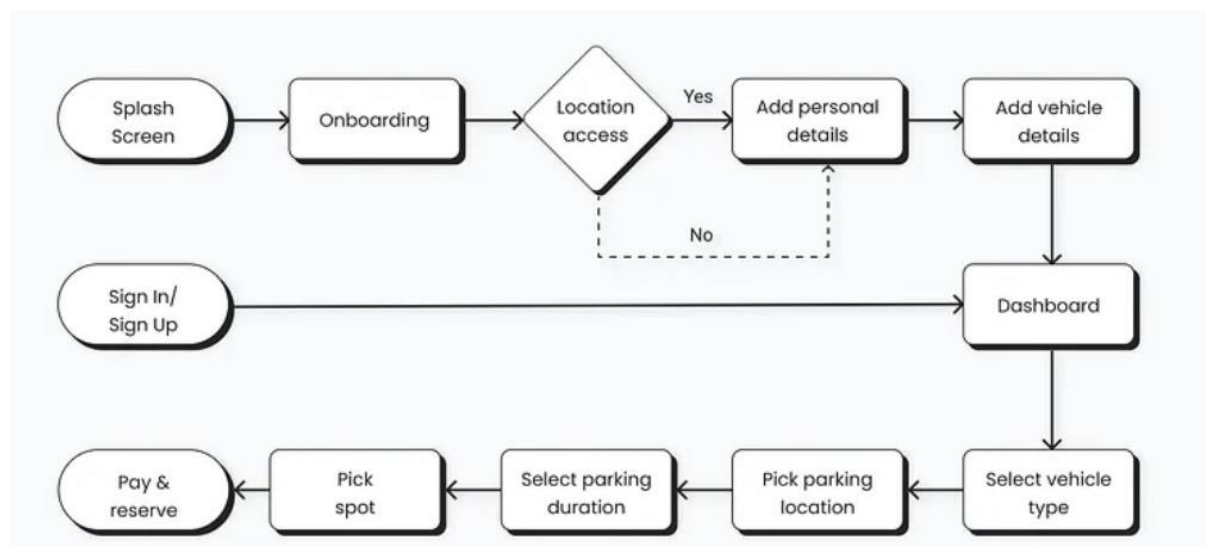 Splash
Screen
Onboarding
Location
access
Yes
Add personal
details
Add vehicle
details
No
Sign In/
Sign Up
Dashboard
Pay &
reserve
Pick
spot
Select parking
duration
Pick parking
location
Select vehicle
type